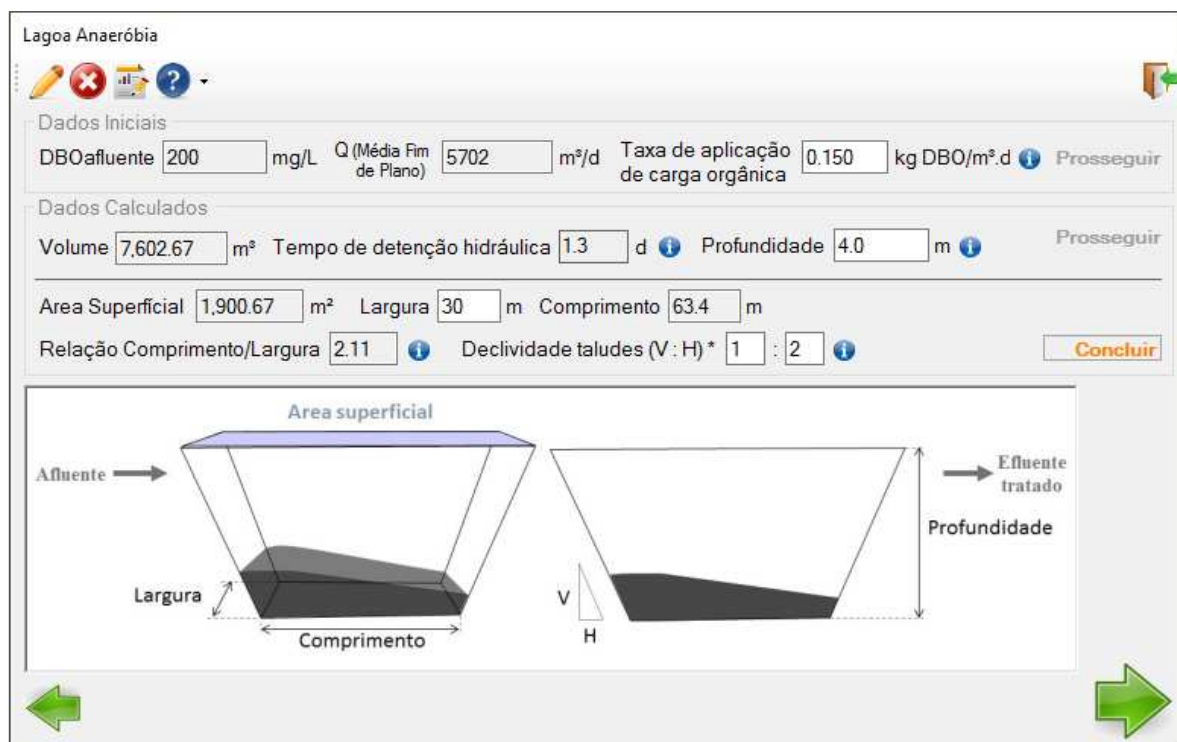 Lagoa Anaeróbia
Dados Iniciais
DBOafluente 200 mg/L Q (Média Fim de Plano) 5702 m³/d Taxa de aplicação de carga orgânica 0.150 kg DBO/m³.d Prosseguir
Dados Calculados
Volume 7,602.67 m³ Tempo de detenção hidráulica 1.3 d Profundidade 4.0 m Prosseguir
Area Superfícial 1,900.67 m² Largura 30 m Comprimento 63.4 m
Relação Comprimento/Largura 2.11 Declividade taludes (V : H) * 1 : 2 Concluir
Area superficial
Afluente
Efluente
tratado
Profundidade
Largura
V
H
Comprimento